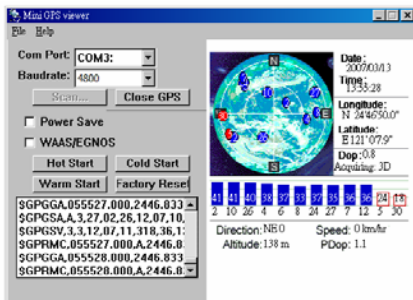 Mini GPS viewer
File Help
Com Port: COM3:
Baudrate: 4800
Scan... Close GPS
Power Save
WAAS/EGNOS
Hot Start Cold Start
Warm Start Factory Reset
$GPGGA,055527.000,2446.833
$GPGSA,A,3,27,02,26,12,07,10,
$GPGSV,3,3,12,07,11,318,36,1
$GPRMC,055527.000,A,2446.8
$GPGGA,055528.000,2446.833
$GPRMC,055528.000,A,2446.8
N
E
S
Date:
2007/03/13
Time:
13:55:28
Longitude:
N 24°46'50.0"
Latitude:
E 121°07'9"
Dop:0.8
Acquiring: 3D
41 41 40 38 36 37 33 37 35 36 36 24 18
2 10 26 4 6 8 24 27 7 12 5 30
Direction: NE0 Speed: 0 km/hr
Altitude: 138 m PDop: 1.1